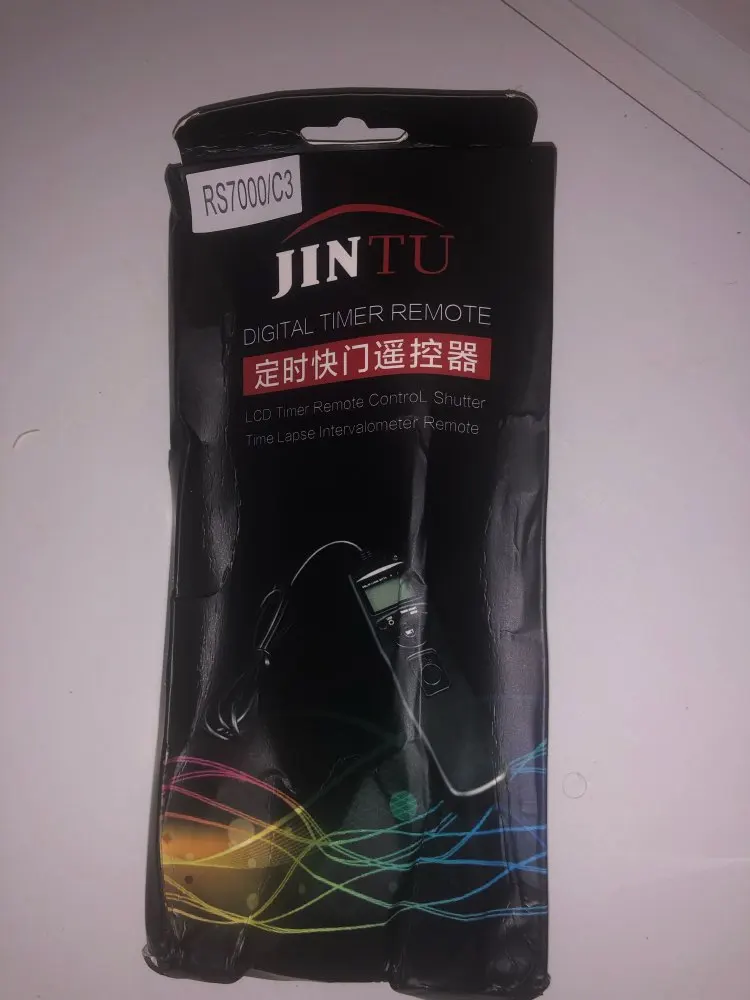 RS7000/C3
JINTU
DIGITAL TIMER REMOTE
定时快门遥控器
LCD Timer Remote ControL Shutter
Time Lapse Intervalometer Remote